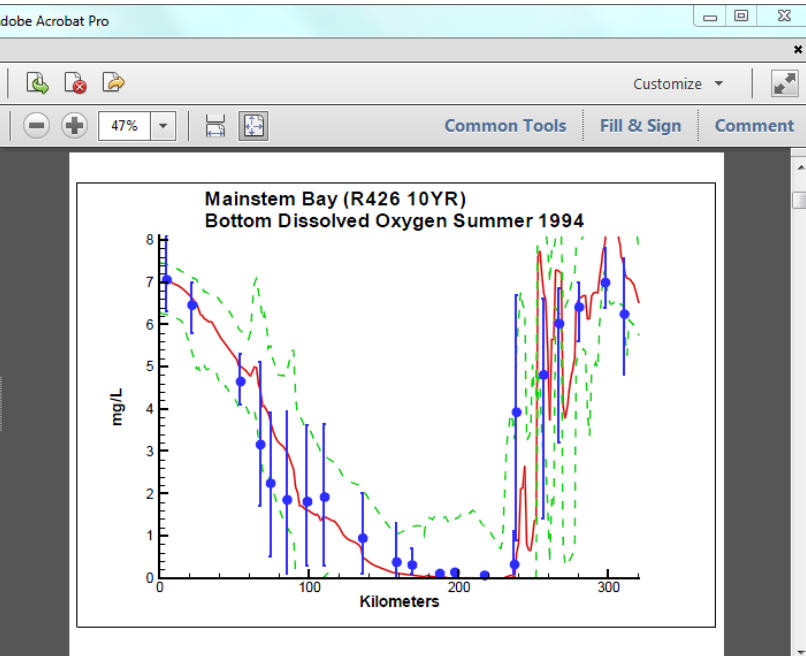 dobe Acrobat Pro
Customize
47%
Common Tools
Fill & Sign
Comment
Mainstem Bay (R426 10YR)
Bottom Dissolved Oxygen Summer 1994
8
7
6
5
4
3
2
1
0
mg/L
0 100 200 300
Kilometers